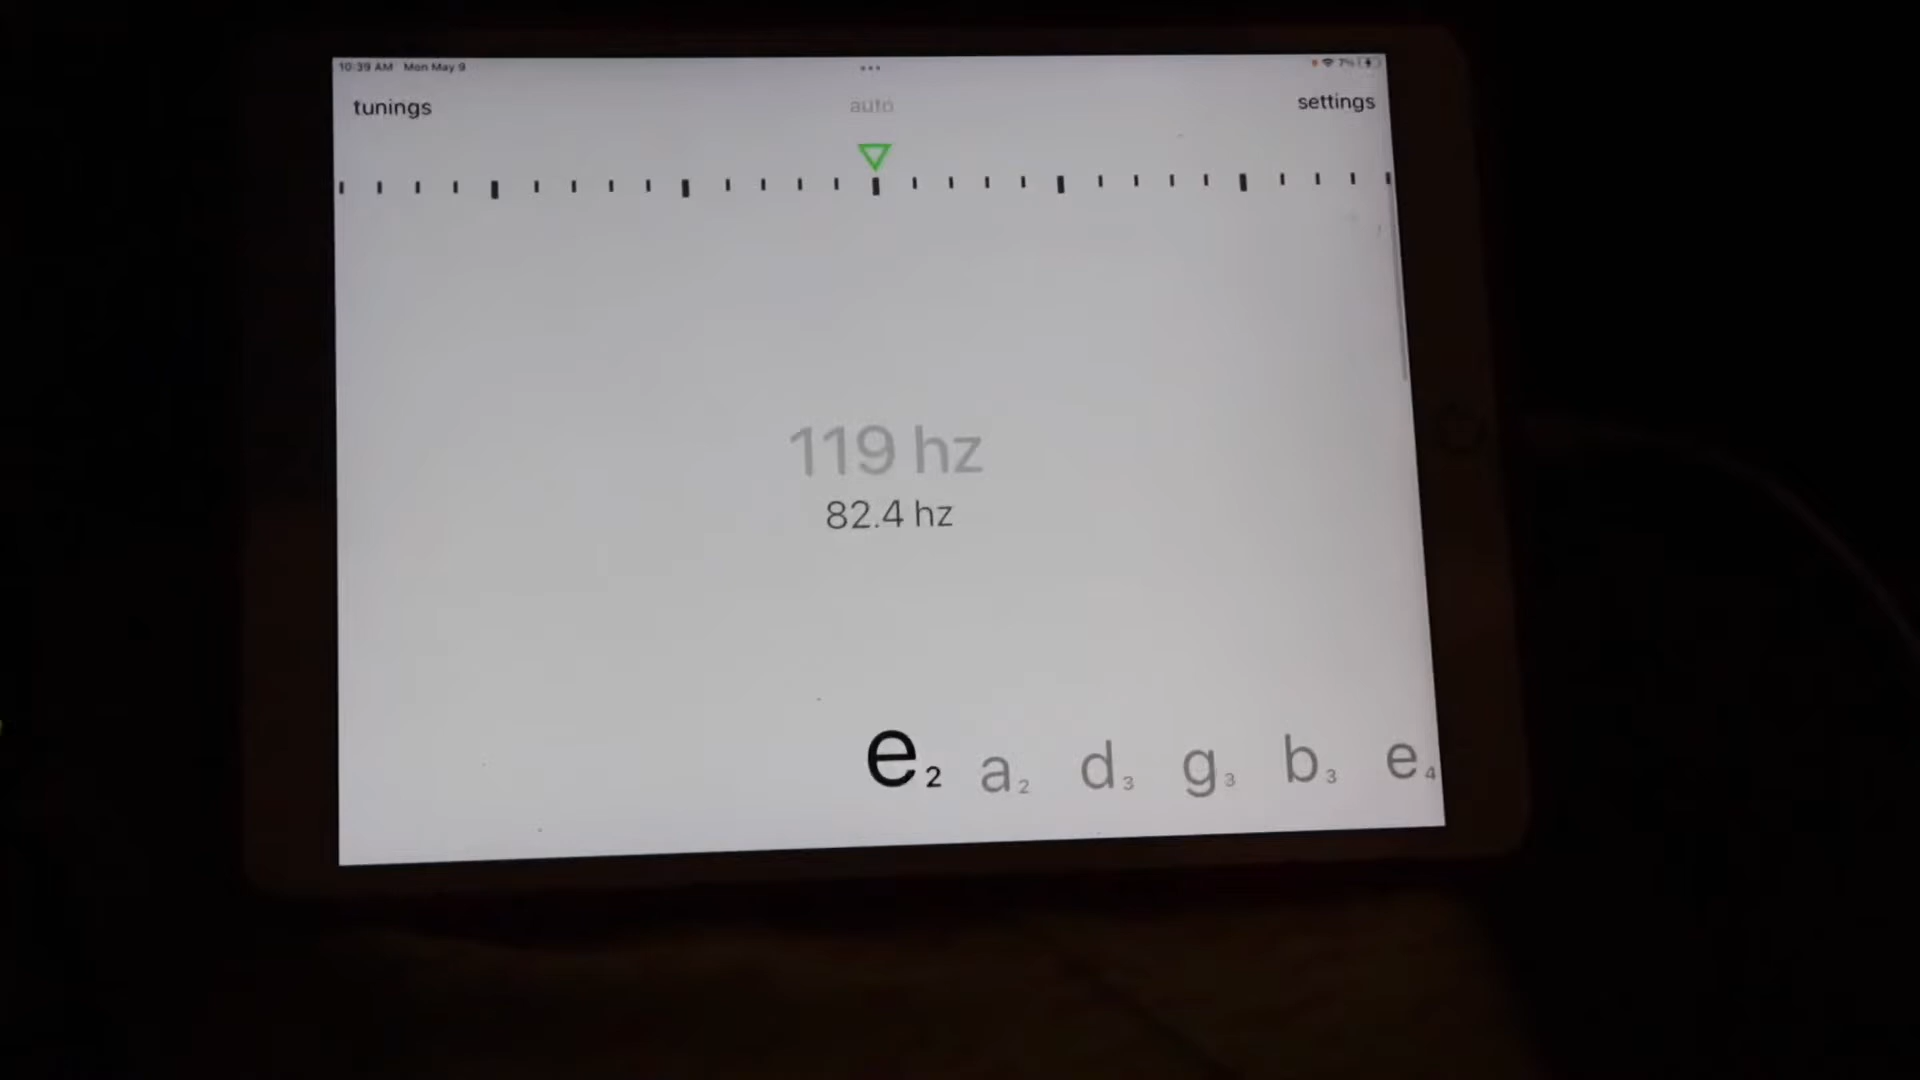 10:39 AM Mon May 9
7%
tunings
auto
settings
119 hz
82.4 hz
e2 a2 d3 g3 b3 e4